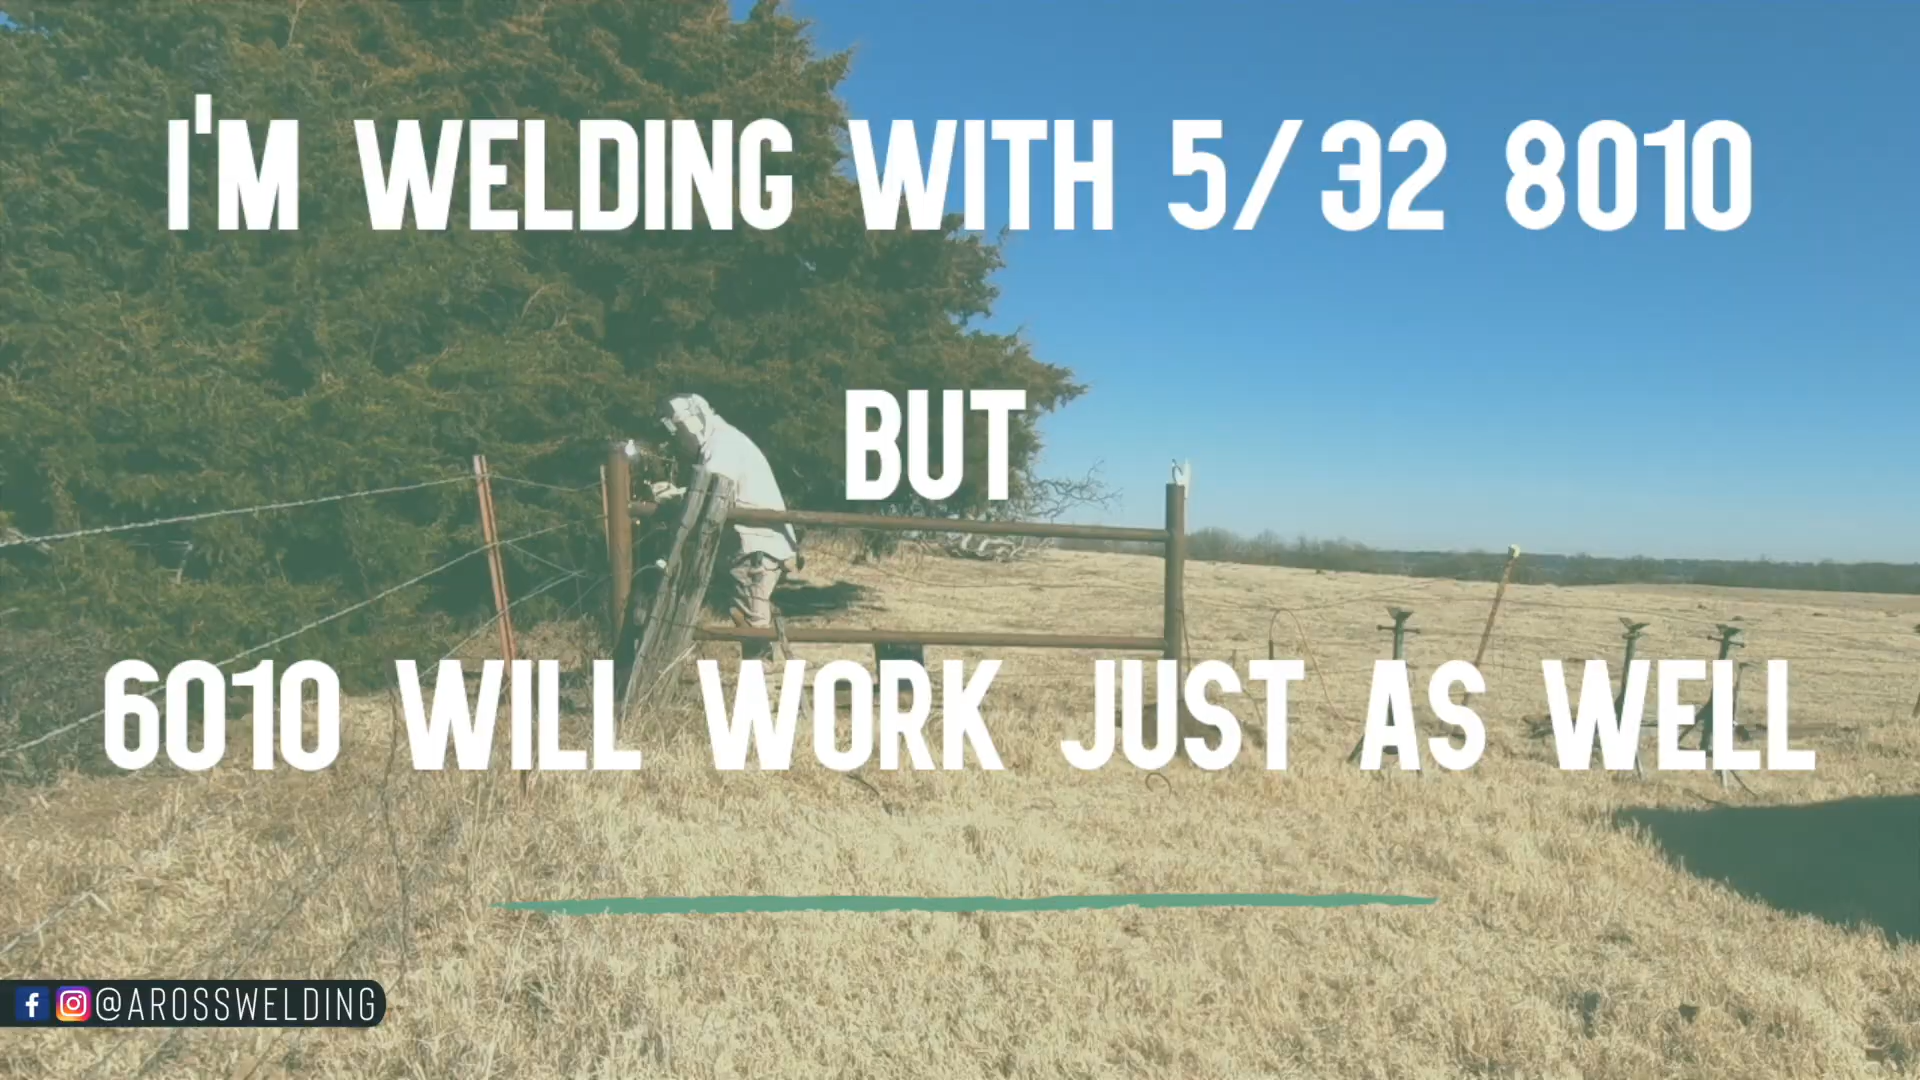 I'M WELDING WITH 5/32 8010
BUT
6010 WILL WORK JUST AS WELL
@AROSSWELDING